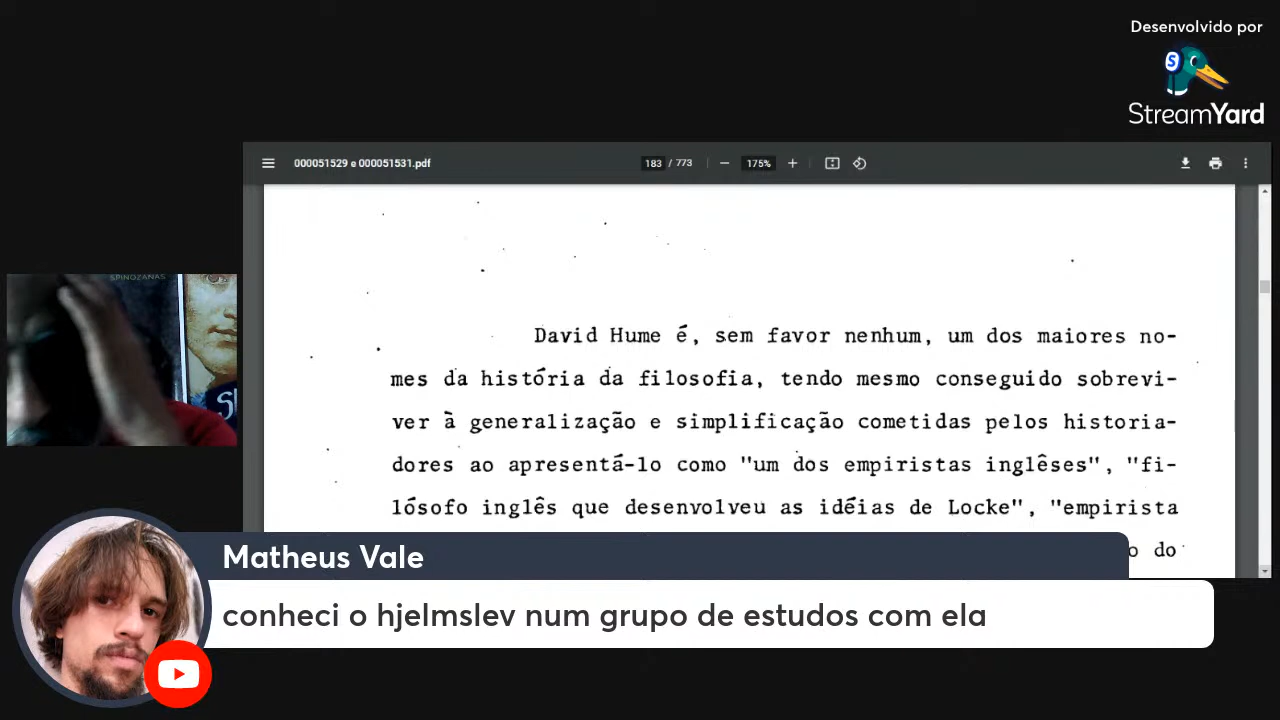 Desenvolvido por
StreamYard
000051529 e 000051531.pdf
183 / 773
175%
SPINOZANAS
David Hume é, sem favor nenhum, um dos maiores no-
mes da história da filosofia, tendo mesmo conseguido sobrevi-
ver à generalização e simplificação cometidas pelos historia-
dores ao apresentá-lo como "um dos empiristas inglêses", "fi-
lósofo inglês que desenvolveu as idéias de Locke", "empirista
do
Matheus Vale
conheci o hjelmslev num grupo de estudos com ela